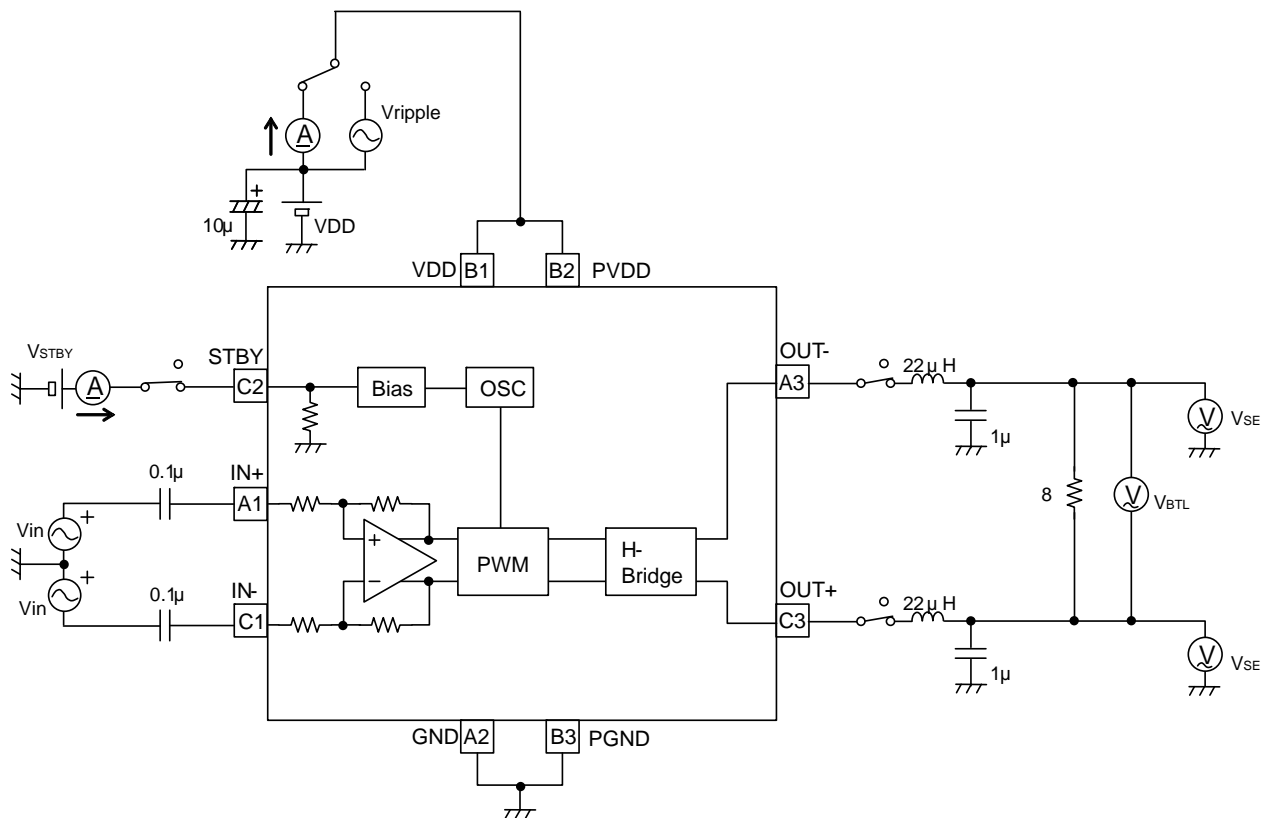 A
Vripple
+
10µ
VDD
VDD B1 B2 PVDD
VSTBY
A
STBY
C2
Bias
OSC
OUT-
A3
22µH
1µ
V
VSE
0.1µ
IN+
A1
Vin
+
+
-
PWM
H-
Bridge
8
V
VBTL
+
Vin
0.1µ
IN-
C1
OUT+
C3
22µH
1µ
V
VSE
GND A2 B3 PGND